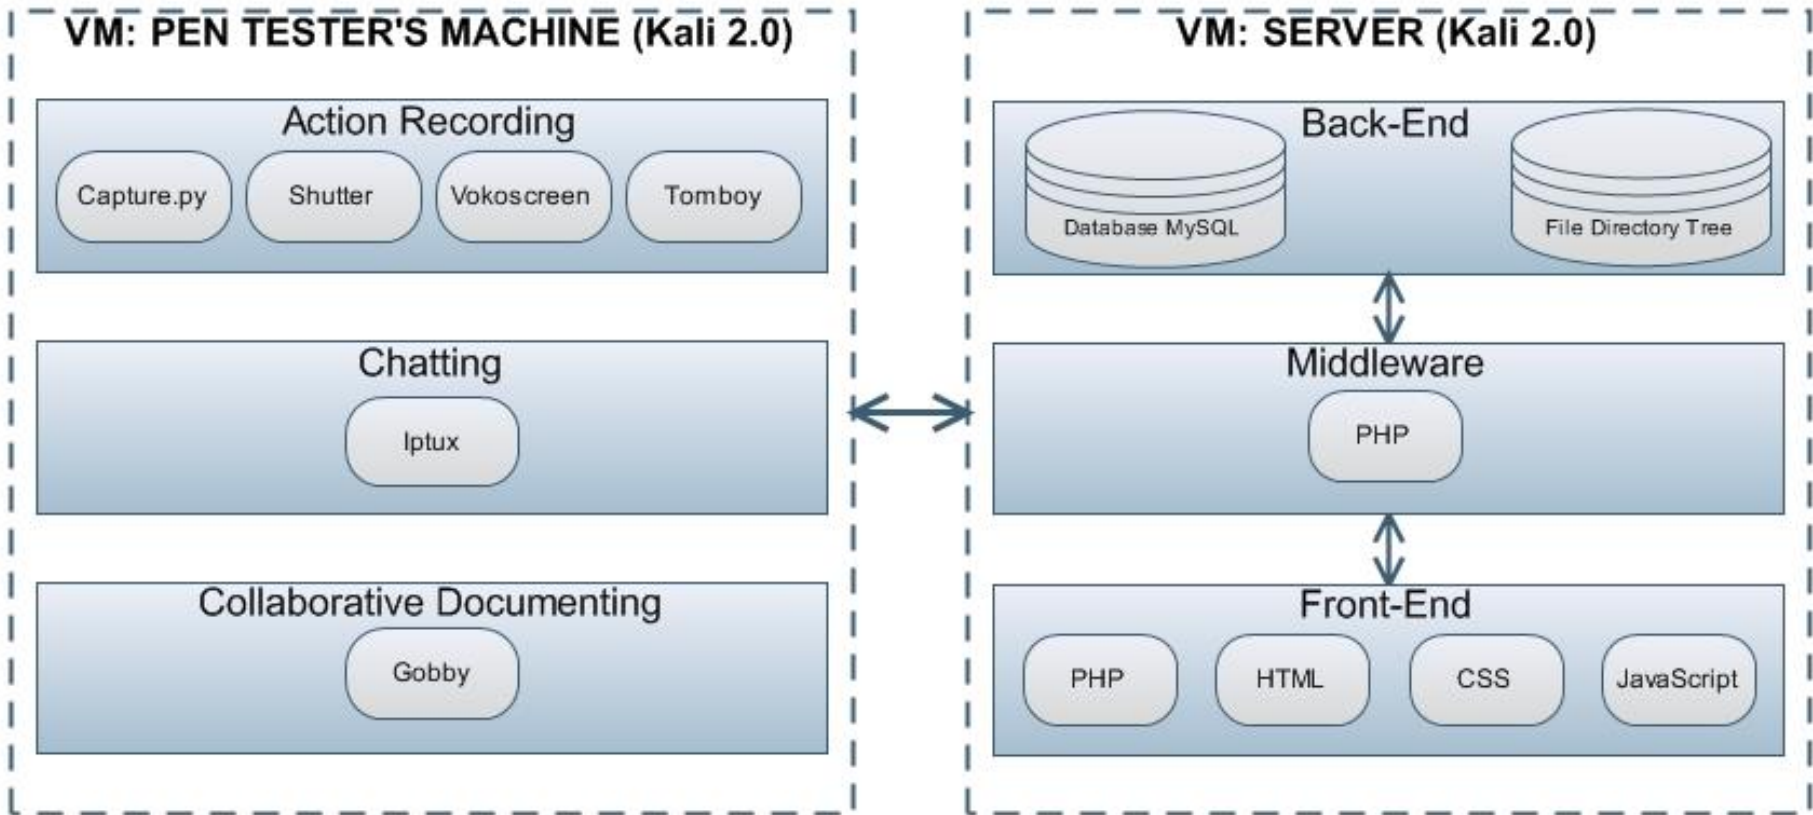 VM: PEN TESTER'S MACHINE (Kali 2.0)
Action Recording
Capture.py
Shutter
Vokoscreen
Tomboy
Chatting
Iptux
Collaborative Documenting
Gobby
VM: SERVER (Kali 2.0)
Back-End
Database MySQL
File Directory Tree
Middleware
PHP
Front-End
PHP
HTML
CSS
JavaScript